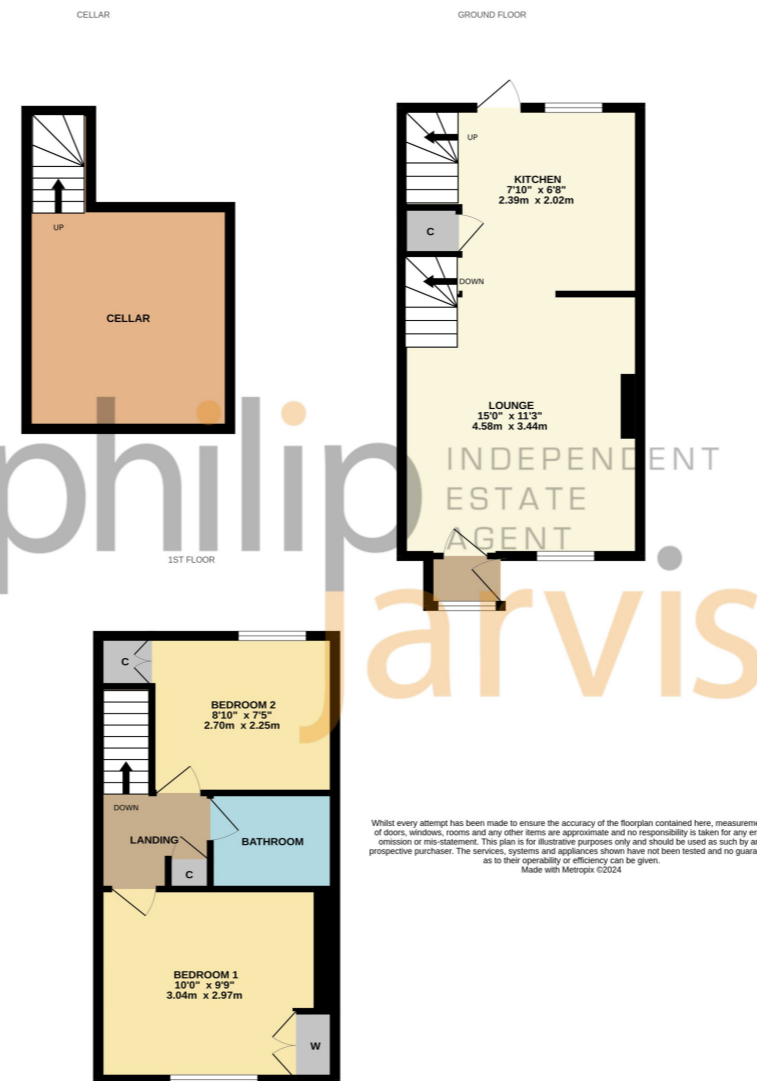 CELLAR
GROUND FLOOR
UP
CELLAR
UP
KITCHEN
7'10" x 6'8"
2.39m x 2.02m
C
DOWN
LOUNGE
15'0" x 11'3"
4.58m x 3.44m
philip
INDEPENDENT
ESTATE
AGENT
jarvis
1ST FLOOR
C
BEDROOM 2
8'10" x 7'5"
2.70m x 2.25m
DOWN
LANDING
BATHROOM
C
BEDROOM 1
10'0" x 9'9"
3.04m x 2.97m
W
Whilst every attempt has been made to ensure the accuracy of the floorplan contained here, measureme
of doors, windows, rooms and any other items are approximate and no responsibility is taken for any er
omission or mis-statement. This plan is for illustrative purposes only and should be used as such by an
prospective purchaser. The services, systems and appliances shown have not been tested and no guara
as to their operability or efficiency can be given.
Made with Metropix ©2024